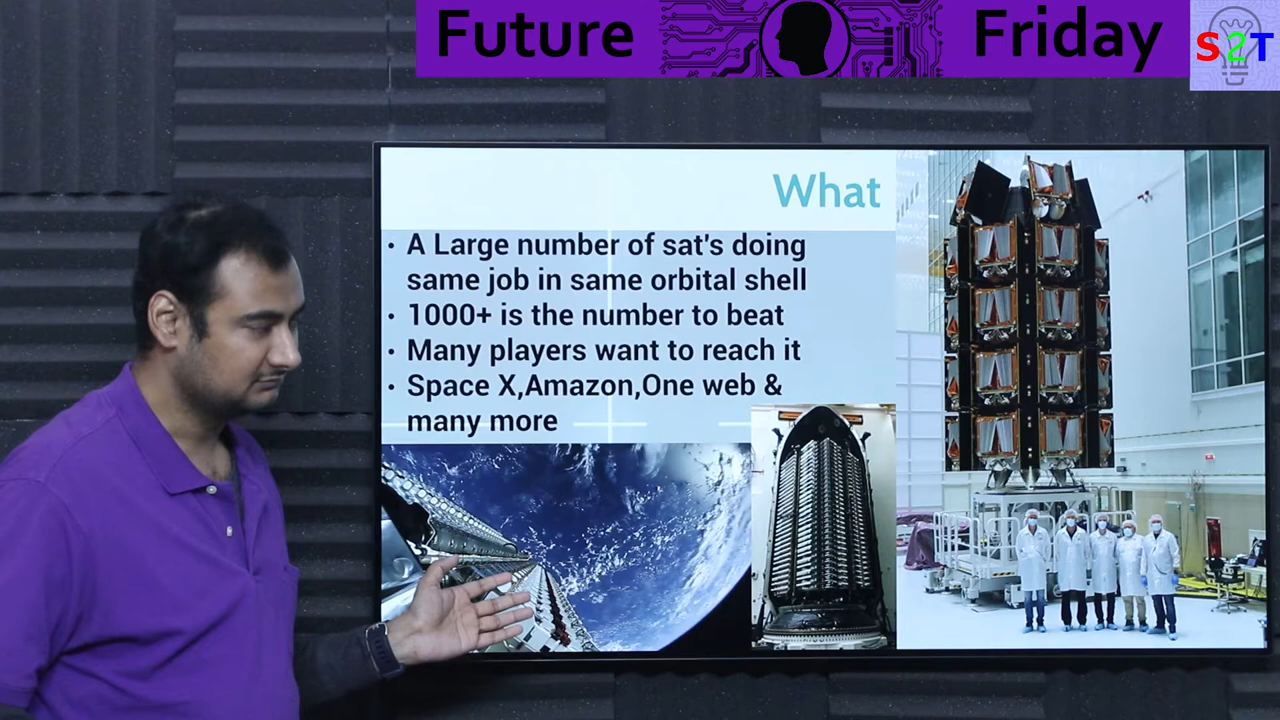 Future Friday
S2T
What
• A Large number of sat's doing
same job in same orbital shell
• 1000+ is the number to beat
• Many players want to reach it
• Space X,Amazon,One web &
many more